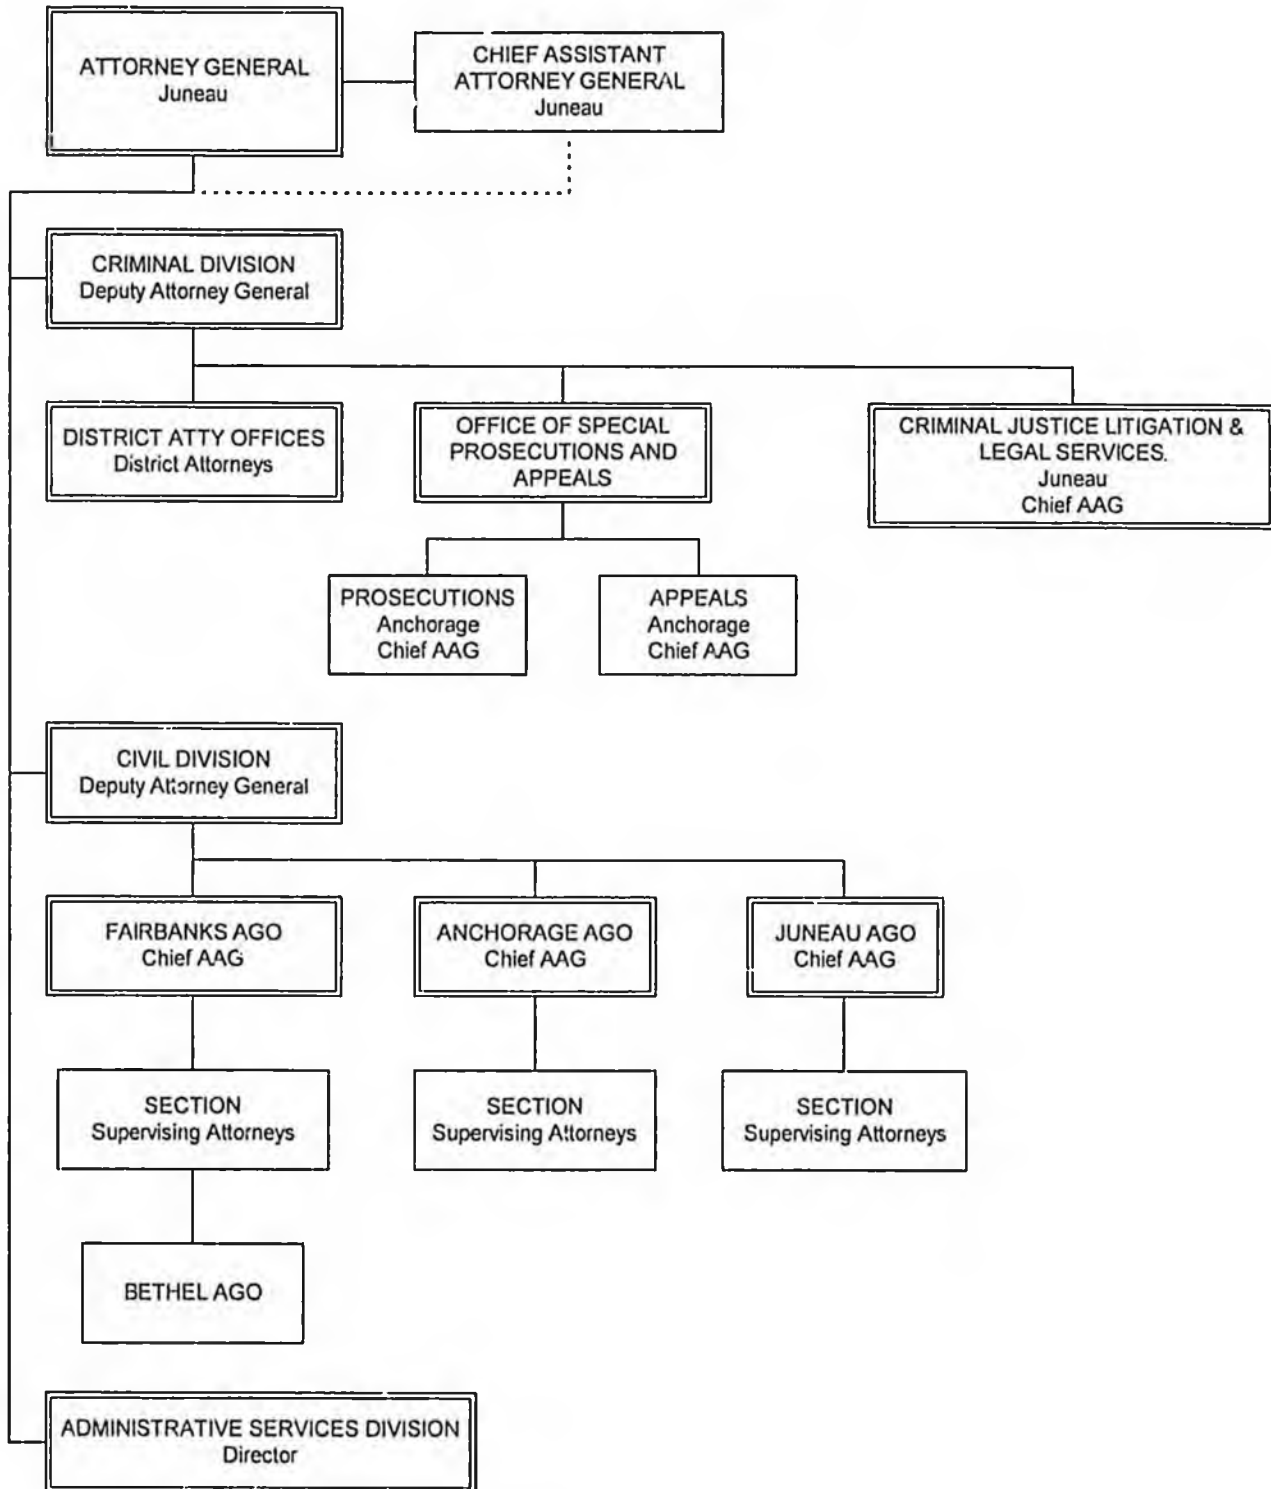 ATTORNEY GENERAL
Juneau
CHIEF ASSISTANT
ATTORNEY GENERAL
Juneau
CRIMINAL DIVISION
Deputy Attorney General
DISTRICT ATTY OFFICES
District Attorneys
OFFICE OF SPECIAL
PROSECUTIONS AND
APPEALS
CRIMINAL JUSTICE LITIGATION &
LEGAL SERVICES.
Juneau
Chief AAG
PROSECUTIONS
Anchorage
Chief AAG
APPEALS
Anchorage
Chief AAG
CIVIL DIVISION
Deputy Attorney General
FAIRBANKS AGO
Chief AAG
ANCHORAGE AGO
Chief AAG
JUNEAU AGO
Chief AAG
SECTION
Supervising Attorneys
SECTION
Supervising Attorneys
SECTION
Supervising Attorneys
BETHEL AGO
ADMINISTRATIVE SERVICES DIVISION
Director